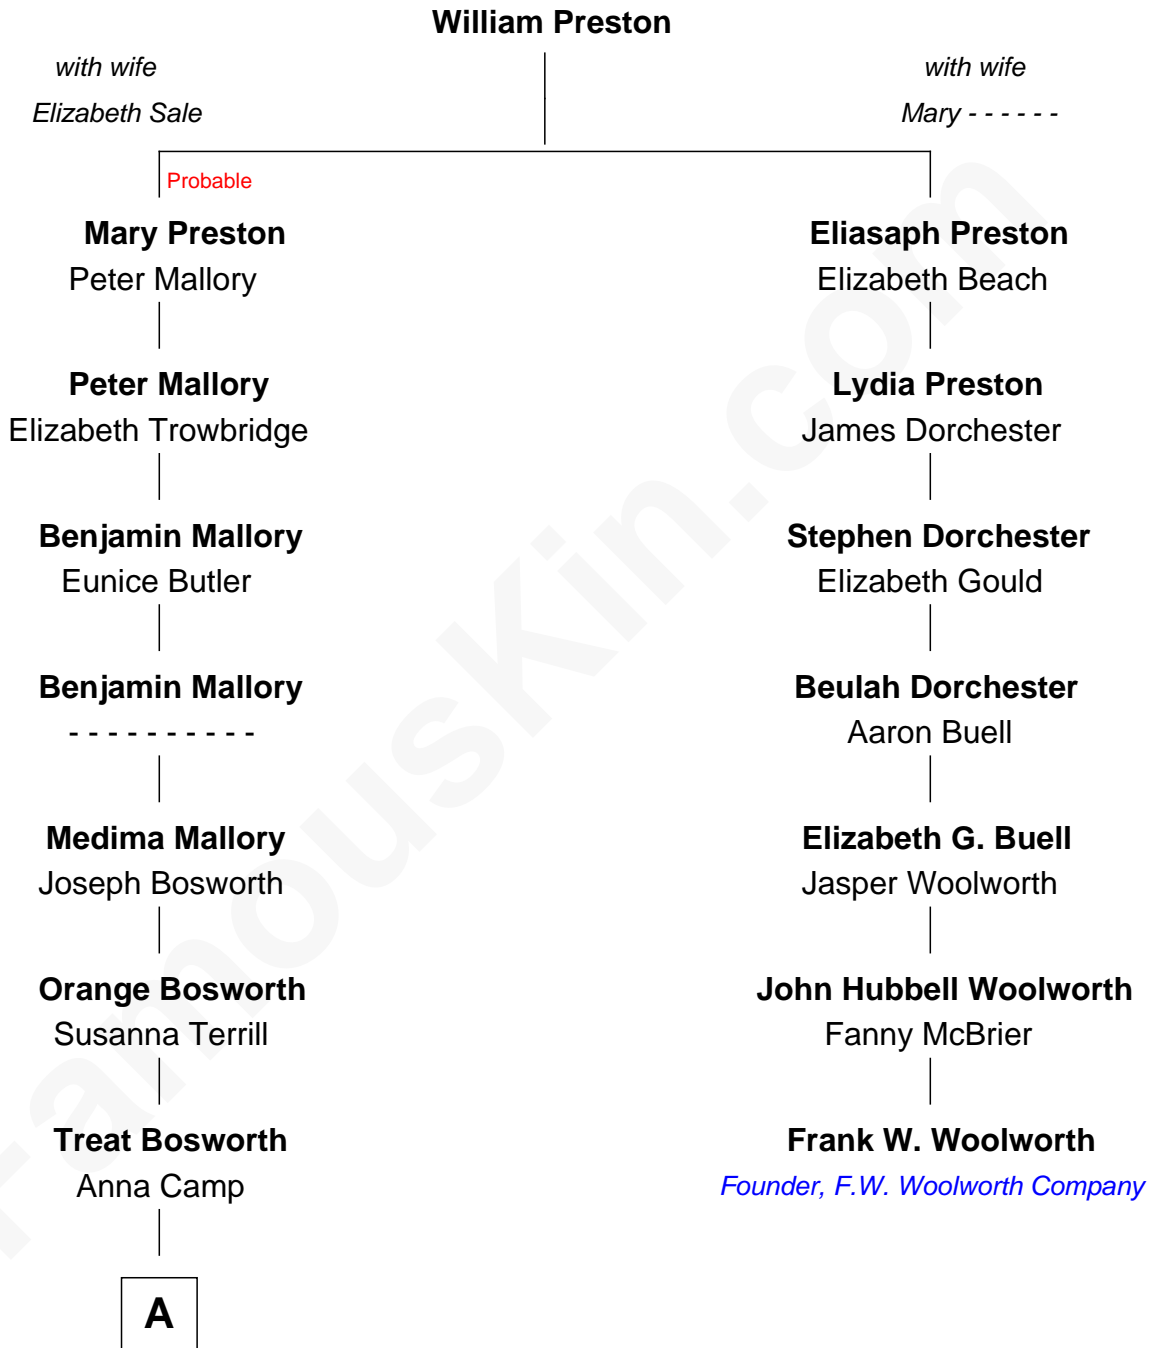 William Preston
with wife
Elizabeth Sale
with wife
Mary - - - - - -
Probable
Mary Preston
Peter Mallory
Eliasaph Preston
Elizabeth Beach
Peter Mallory
Elizabeth Trowbridge
Lydia Preston
James Dorchester
Benjamin Mallory
Eunice Butler
Stephen Dorchester
Elizabeth Gould
Benjamin Mallory
- - - - - - - - - -
Beulah Dorchester
Aaron Buell
Medima Mallory
Joseph Bosworth
Elizabeth G. Buell
Jasper Woolworth
Orange Bosworth
Susanna Terrill
John Hubbell Woolworth
Fanny McBrier
Treat Bosworth
Anna Camp
Frank W. Woolworth
Founder, F.W. Woolworth Company
A
FamousKin.com